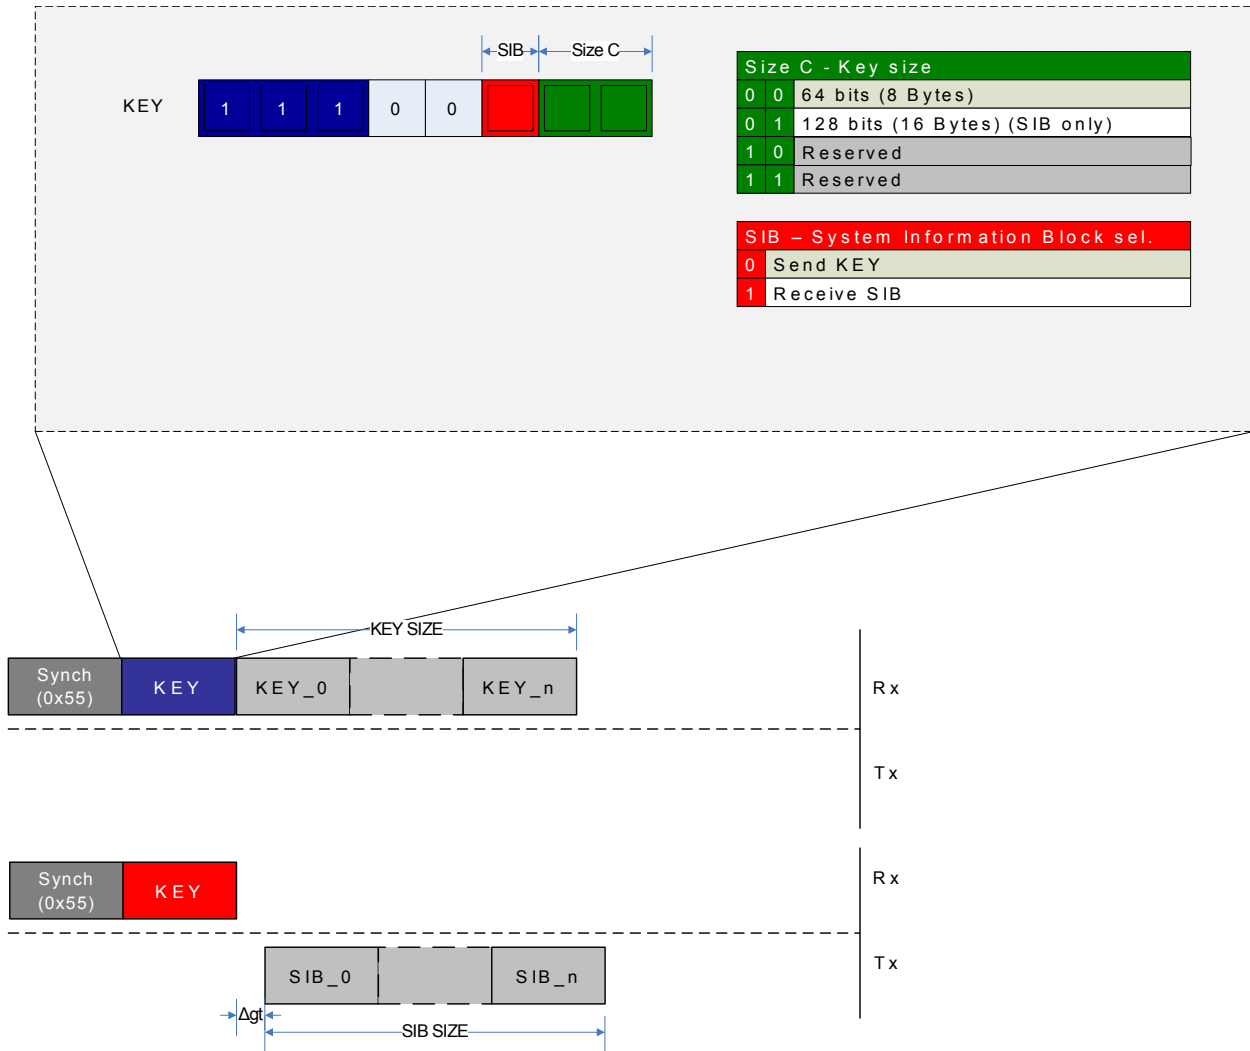 SIB Size C
KEY 1 1 1 0 0
Size C - Key size
0 0 64 bits (8 Bytes)
0 1 128 bits (16 Bytes) (SIB only)
1 0 Reserved
1 1 Reserved
SIB – System Information Block sel.
0 Send KEY
1 Receive SIB
KEY SIZE
Synch
(0x55)
KEY
KEY_0
KEY_n
Rx
Tx
Synch
(0x55)
KEY
Rx
SIB_0
SIB_n
Tx
Δgt
SIB SIZE